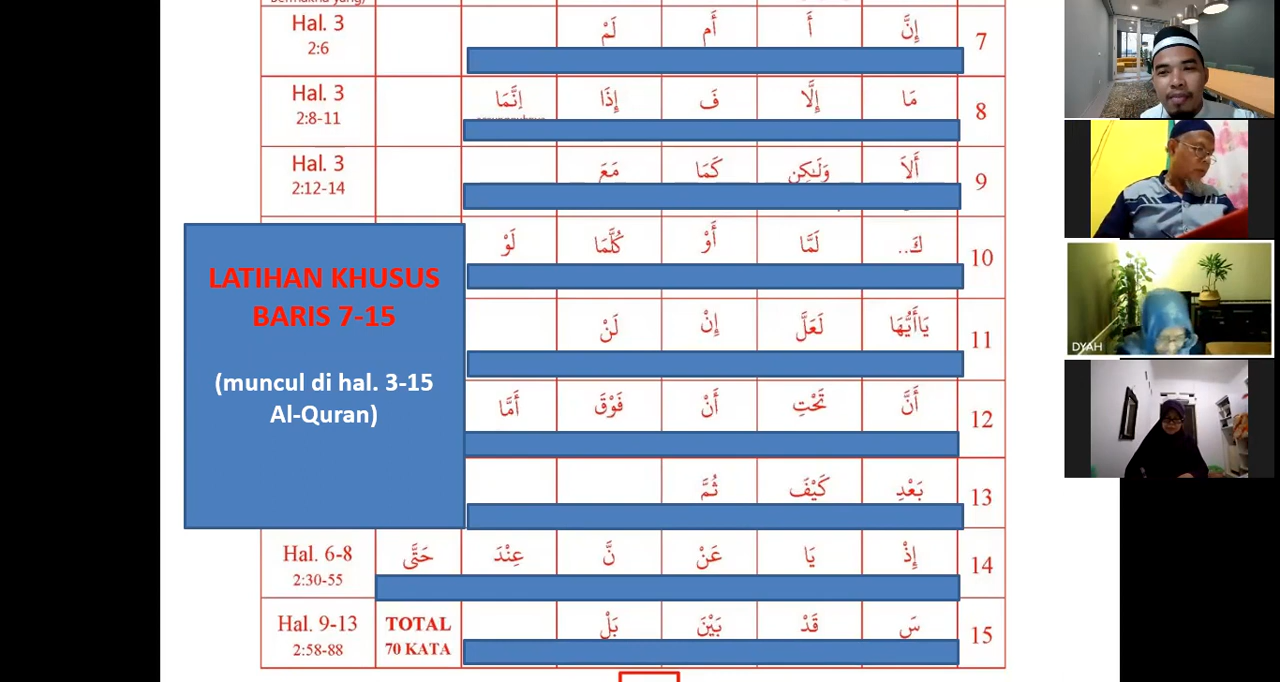 Hal. 3
2:6
إِنَّ أَ أَم لَمْ 7
Hal. 3
2:8-11
مَا إِلَّا فَ إِذَا إِنَّمَا 8
Hal. 3
2:12-14
أَلاَ وَلَٰكِن كَمَا مَعَ 9
كَ.. لَمَّا أَوْ كُلَّمَا لَوْ 10
LATIHAN KHUSUS
BARIS 7-15
(muncul di hal. 3-15
Al-Quran)
يَاأَيُّهَا لَعَلَّ إِنْ لَنْ 11
أَنَّ تَحْتِ أَنْ فَوْقَ أَمَّا 12
بَعْدِ كَيْفَ ثُمَّ 13
Hal. 6-8
2:30-55
إِذْ يَا عَنْ نَّ عِنْدَ حَتَّى 14
Hal. 9-13
2:58-88
TOTAL
70 KATA
سَ قَدْ بَيْنَ بَلْ 15
DYAH